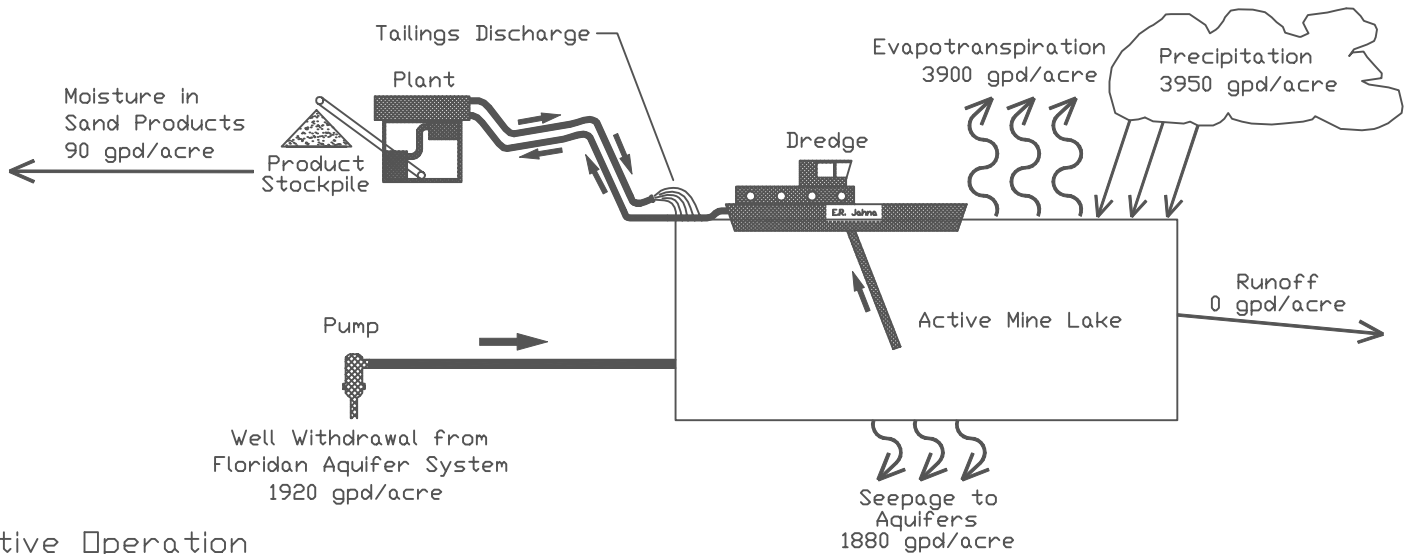 Tailings Discharge
Evapotranspiration
3900 gpd/acre
Precipitation
3950 gpd/acre
Plant
Moisture in
Sand Products
90 gpd/acre
Product
Stockpile
Dredge
E.R. Jahna
Runoff
0 gpd/acre
Active Mine Lake
Pump
Well Withdrawal from
Floridan Aquifer System
1920 gpd/acre
Seepage to
Aquifers
1880 gpd/acre
tive Operation